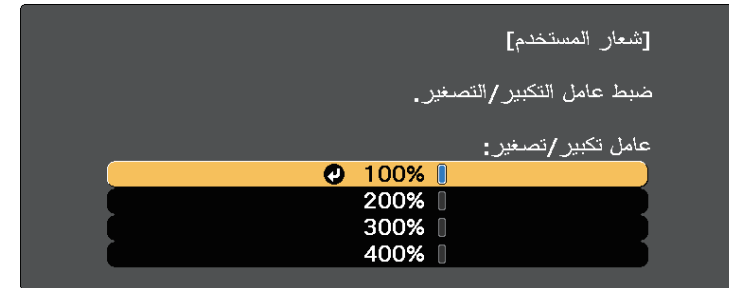 [شعار المستخدم]
ضبط عامل التكبير/التصغير.
عامل تكبير/تصغير:
100%
200%
300%
400%